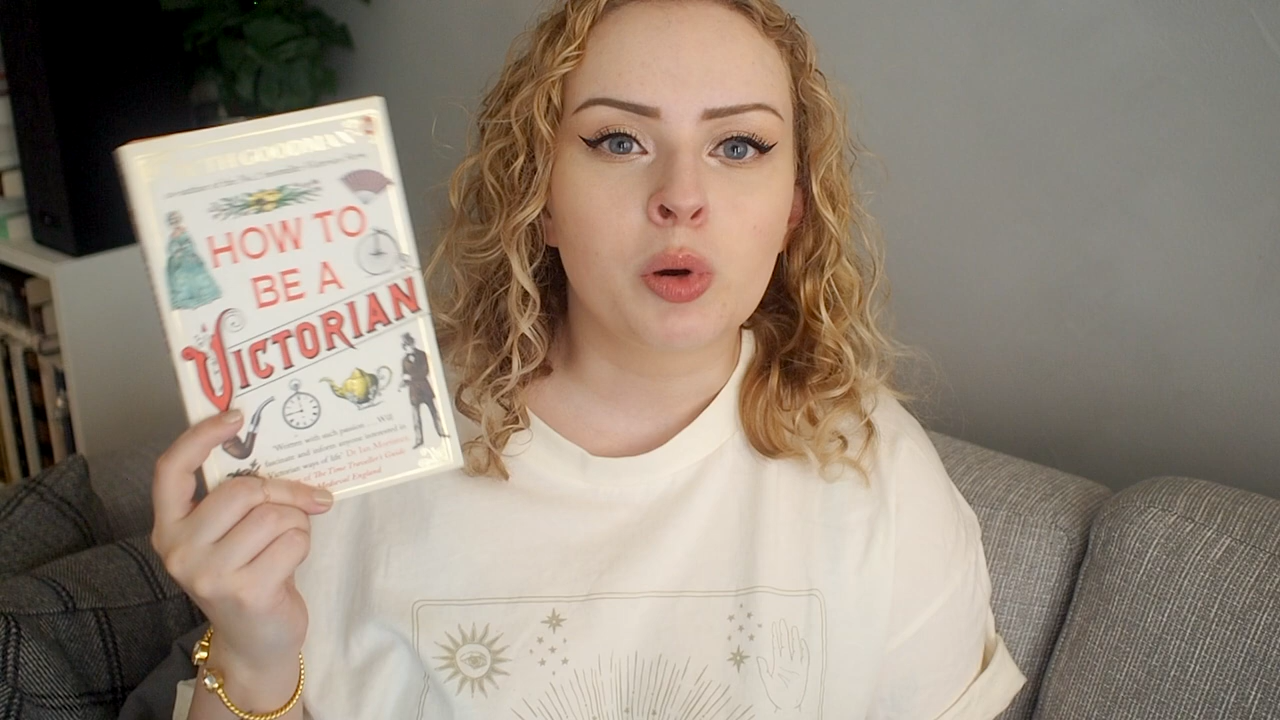 GOODMAN
HOW TO
BE A
VICTORIAN
'Written with such passion . . . Will
fascinate and inform anyone interested in
Victorian ways of life' Dr Ian Mortimer,
of The Time Traveller's Guide
Medieval England